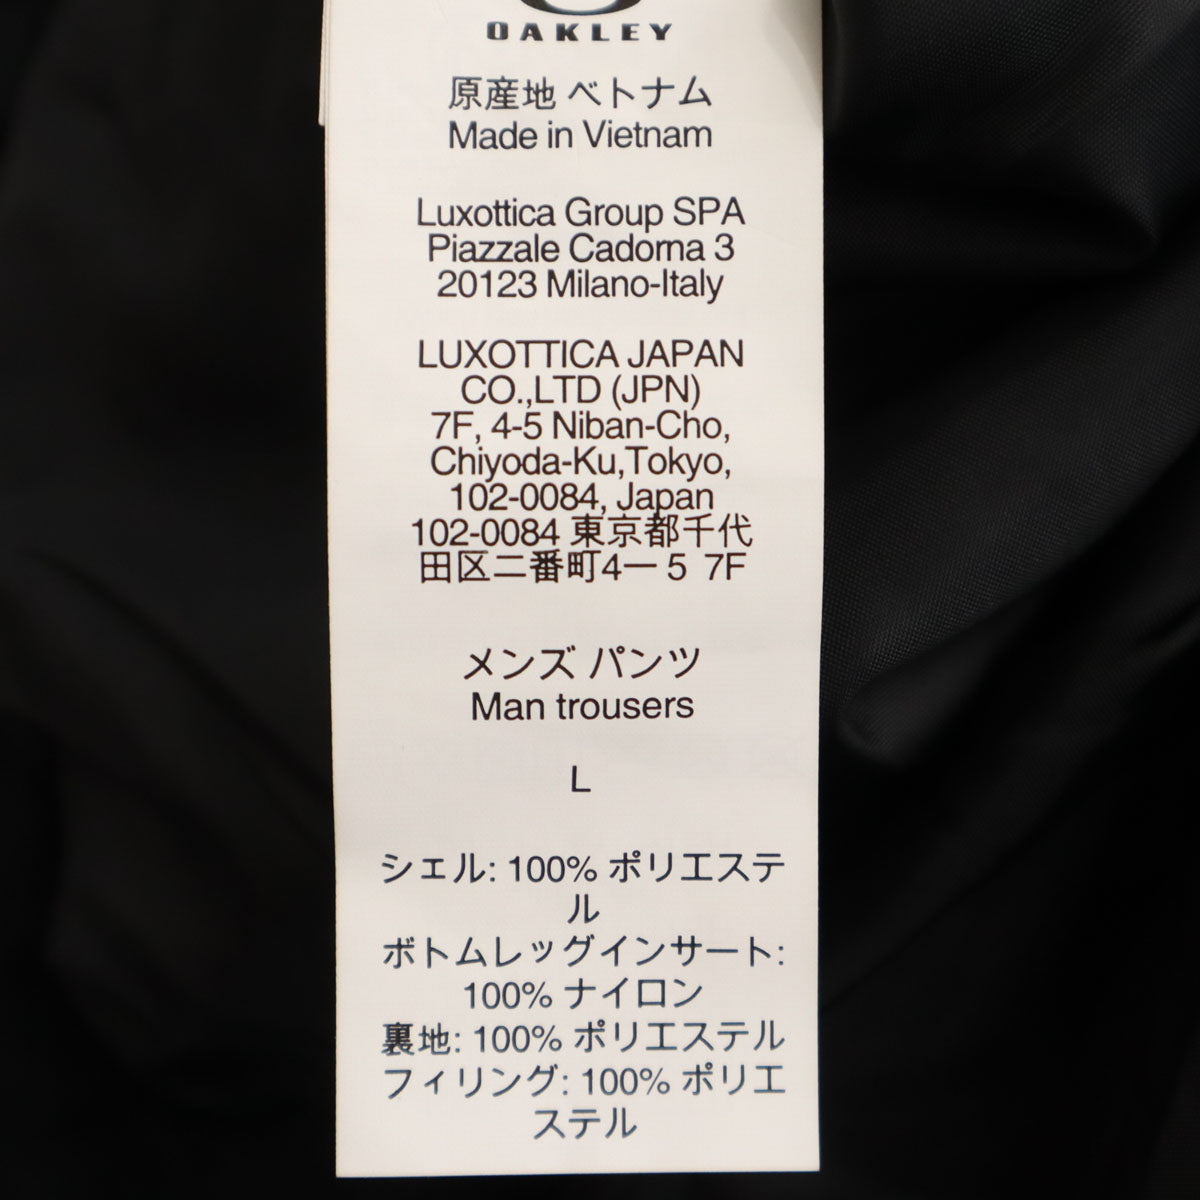 OAKLEY
原産地 ベトナム
Made in Vietnam
Luxottica Group SPA
Piazzale Cadorna 3
20123 Milano-Italy
LUXOTTICA JAPAN
CO.,LTD (JPN)
7F, 4-5 Niban-Cho,
Chiyoda-Ku,Tokyo,
102-0084, Japan
102-0084 東京都千代
田区二番町4ー5 7F
メンズ パンツ
Man trousers
L
シェル: 100% ポリエステ
ル
ボトムレッグインサート:
100% ナイロン
裏地: 100% ポリエステル
フィリング: 100% ポリエ
ステル